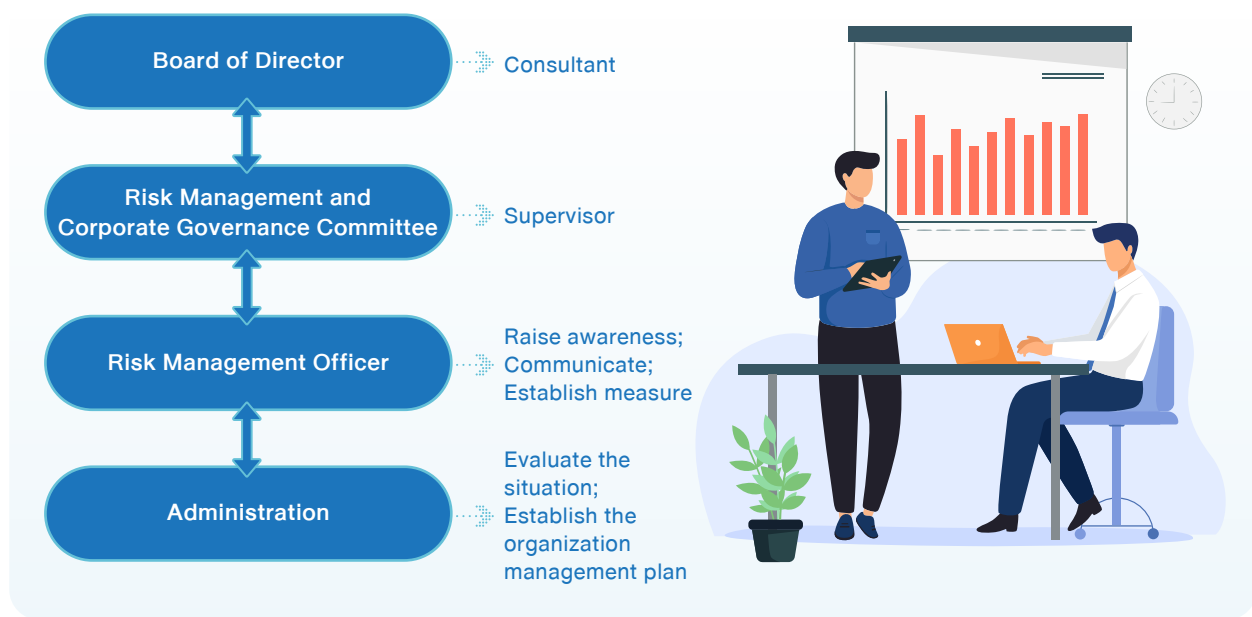 Board of Director
Consultant
Risk Management and
Corporate Governance Committee
Supervisor
Risk Management Officer
Raise awareness;
Communicate;
Establish measure
Administration
Evaluate the
situation;
Establish the
organization
management plan